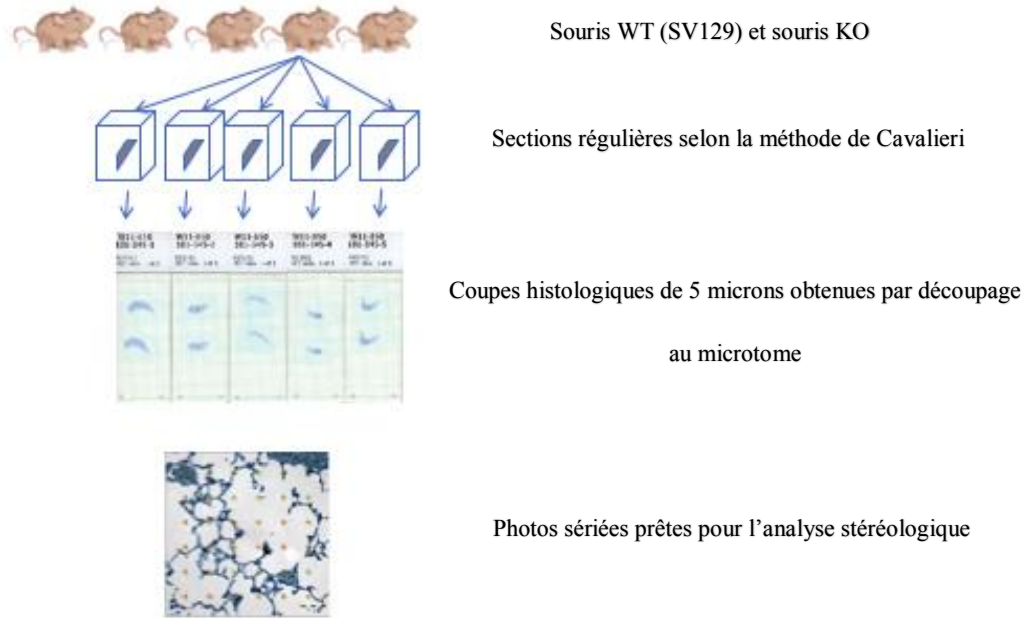 Souris WT (SV129) et souris KO
Sections régulières selon la méthode de Cavalieri
Coupes histologiques de 5 microns obtenues par découpage
au microtome
Photos sériées prêtes pour l'analyse stéréologique